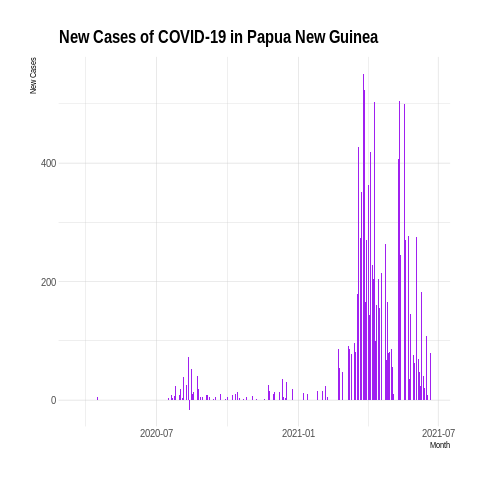 New Cases of COVID-19 in Papua New Guinea
New Cases
400
200
0
2020-07
2021-01
2021-07
Month